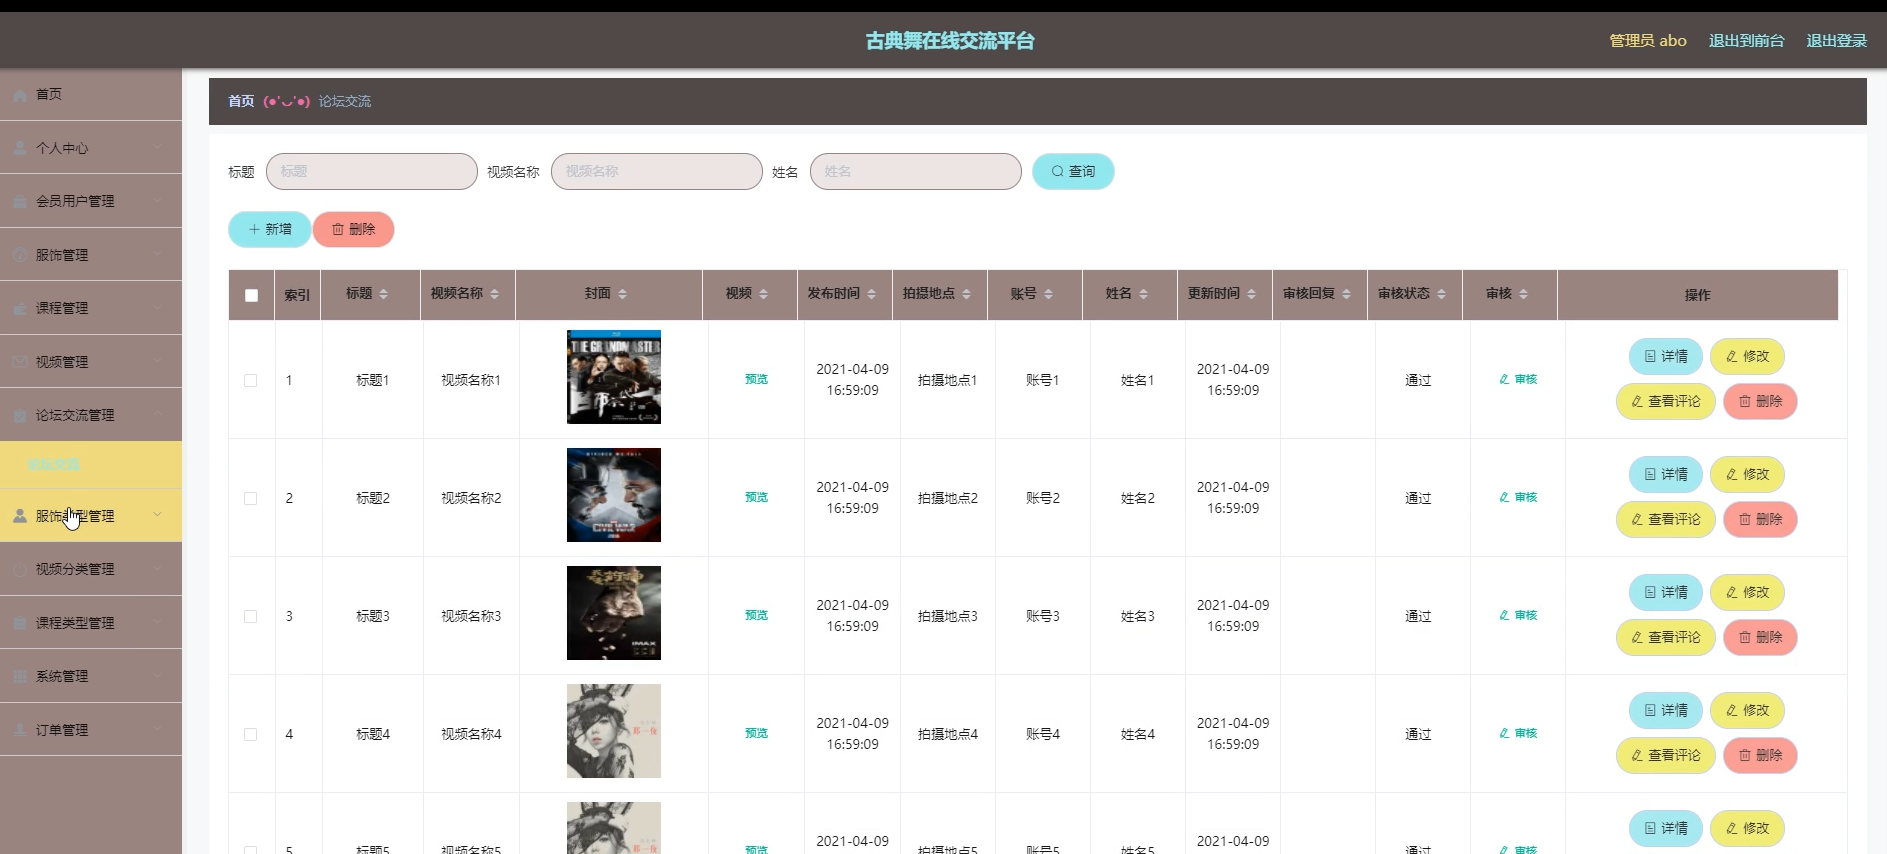 古典舞在线交流平台
管理员 abo 退出到前台 退出登录
首页
个人中心
会员用户管理
服饰管理
课程管理
视频管理
论坛交流管理
论坛交流
服饰类型管理
视频分类管理
课程类型管理
系统管理
订单管理
首页 (●'◡'●) 论坛交流
标题 标题 视频名称 视频名称 姓名 姓名 查询
新增 删除
索引 标题 视频名称 封面 视频 发布时间 拍摄地点 账号 姓名 更新时间 审核回复 审核状态 审核 操作
THE GRANDMASTER
1 标题1 视频名称1 预览 2021-04-09 16:59:09 拍摄地点1 账号1 姓名1 2021-04-09 16:59:09 通过 审核 详情 修改
查看评论 删除
2 标题2 视频名称2 预览 2021-04-09 16:59:09 拍摄地点2 账号2 姓名2 2021-04-09 16:59:09 通过 审核 详情 修改
查看评论 删除
CIVIL WAR
3 标题3 视频名称3 预览 2021-04-09 16:59:09 拍摄地点3 账号3 姓名3 2021-04-09 16:59:09 通过 审核 详情 修改
查看评论 删除
IMAX
4 标题4 视频名称4 预览 2021-04-09 16:59:09 拍摄地点4 账号4 姓名4 2021-04-09 16:59:09 通过 审核 详情 修改
那一夜
查看评论 删除
5 标题5 视频名称5 预览 2021-04-09 拍摄地点5 账号5 姓名5 2021-04-09 通过 审核 详情 修改